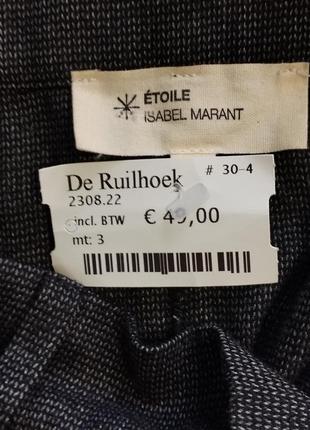 ÉTOILE
ISABEL MARANT
De Ruilhoek # 30-4
2308.22
incl. BTW € 49,00
mt: 3